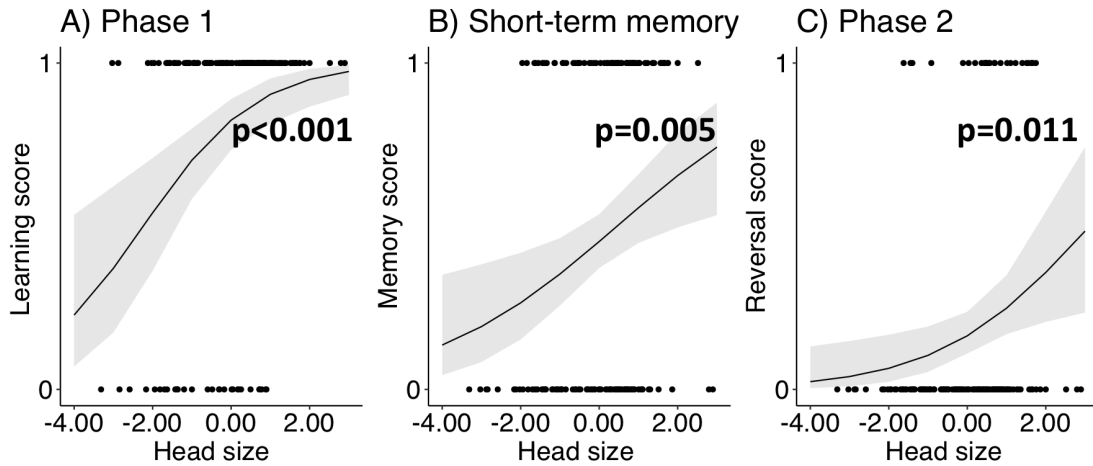 A) Phase 1
1
p<0.001
Learning score
0
-4.00 -2.00 0.00 2.00
Head size
B) Short-term memory
1
p=0.005
Memory score
0
-4.00 -2.00 0.00 2.00
Head size
C) Phase 2
1
p=0.011
Reversal score
0
-4.00 -2.00 0.00 2.00
Head size